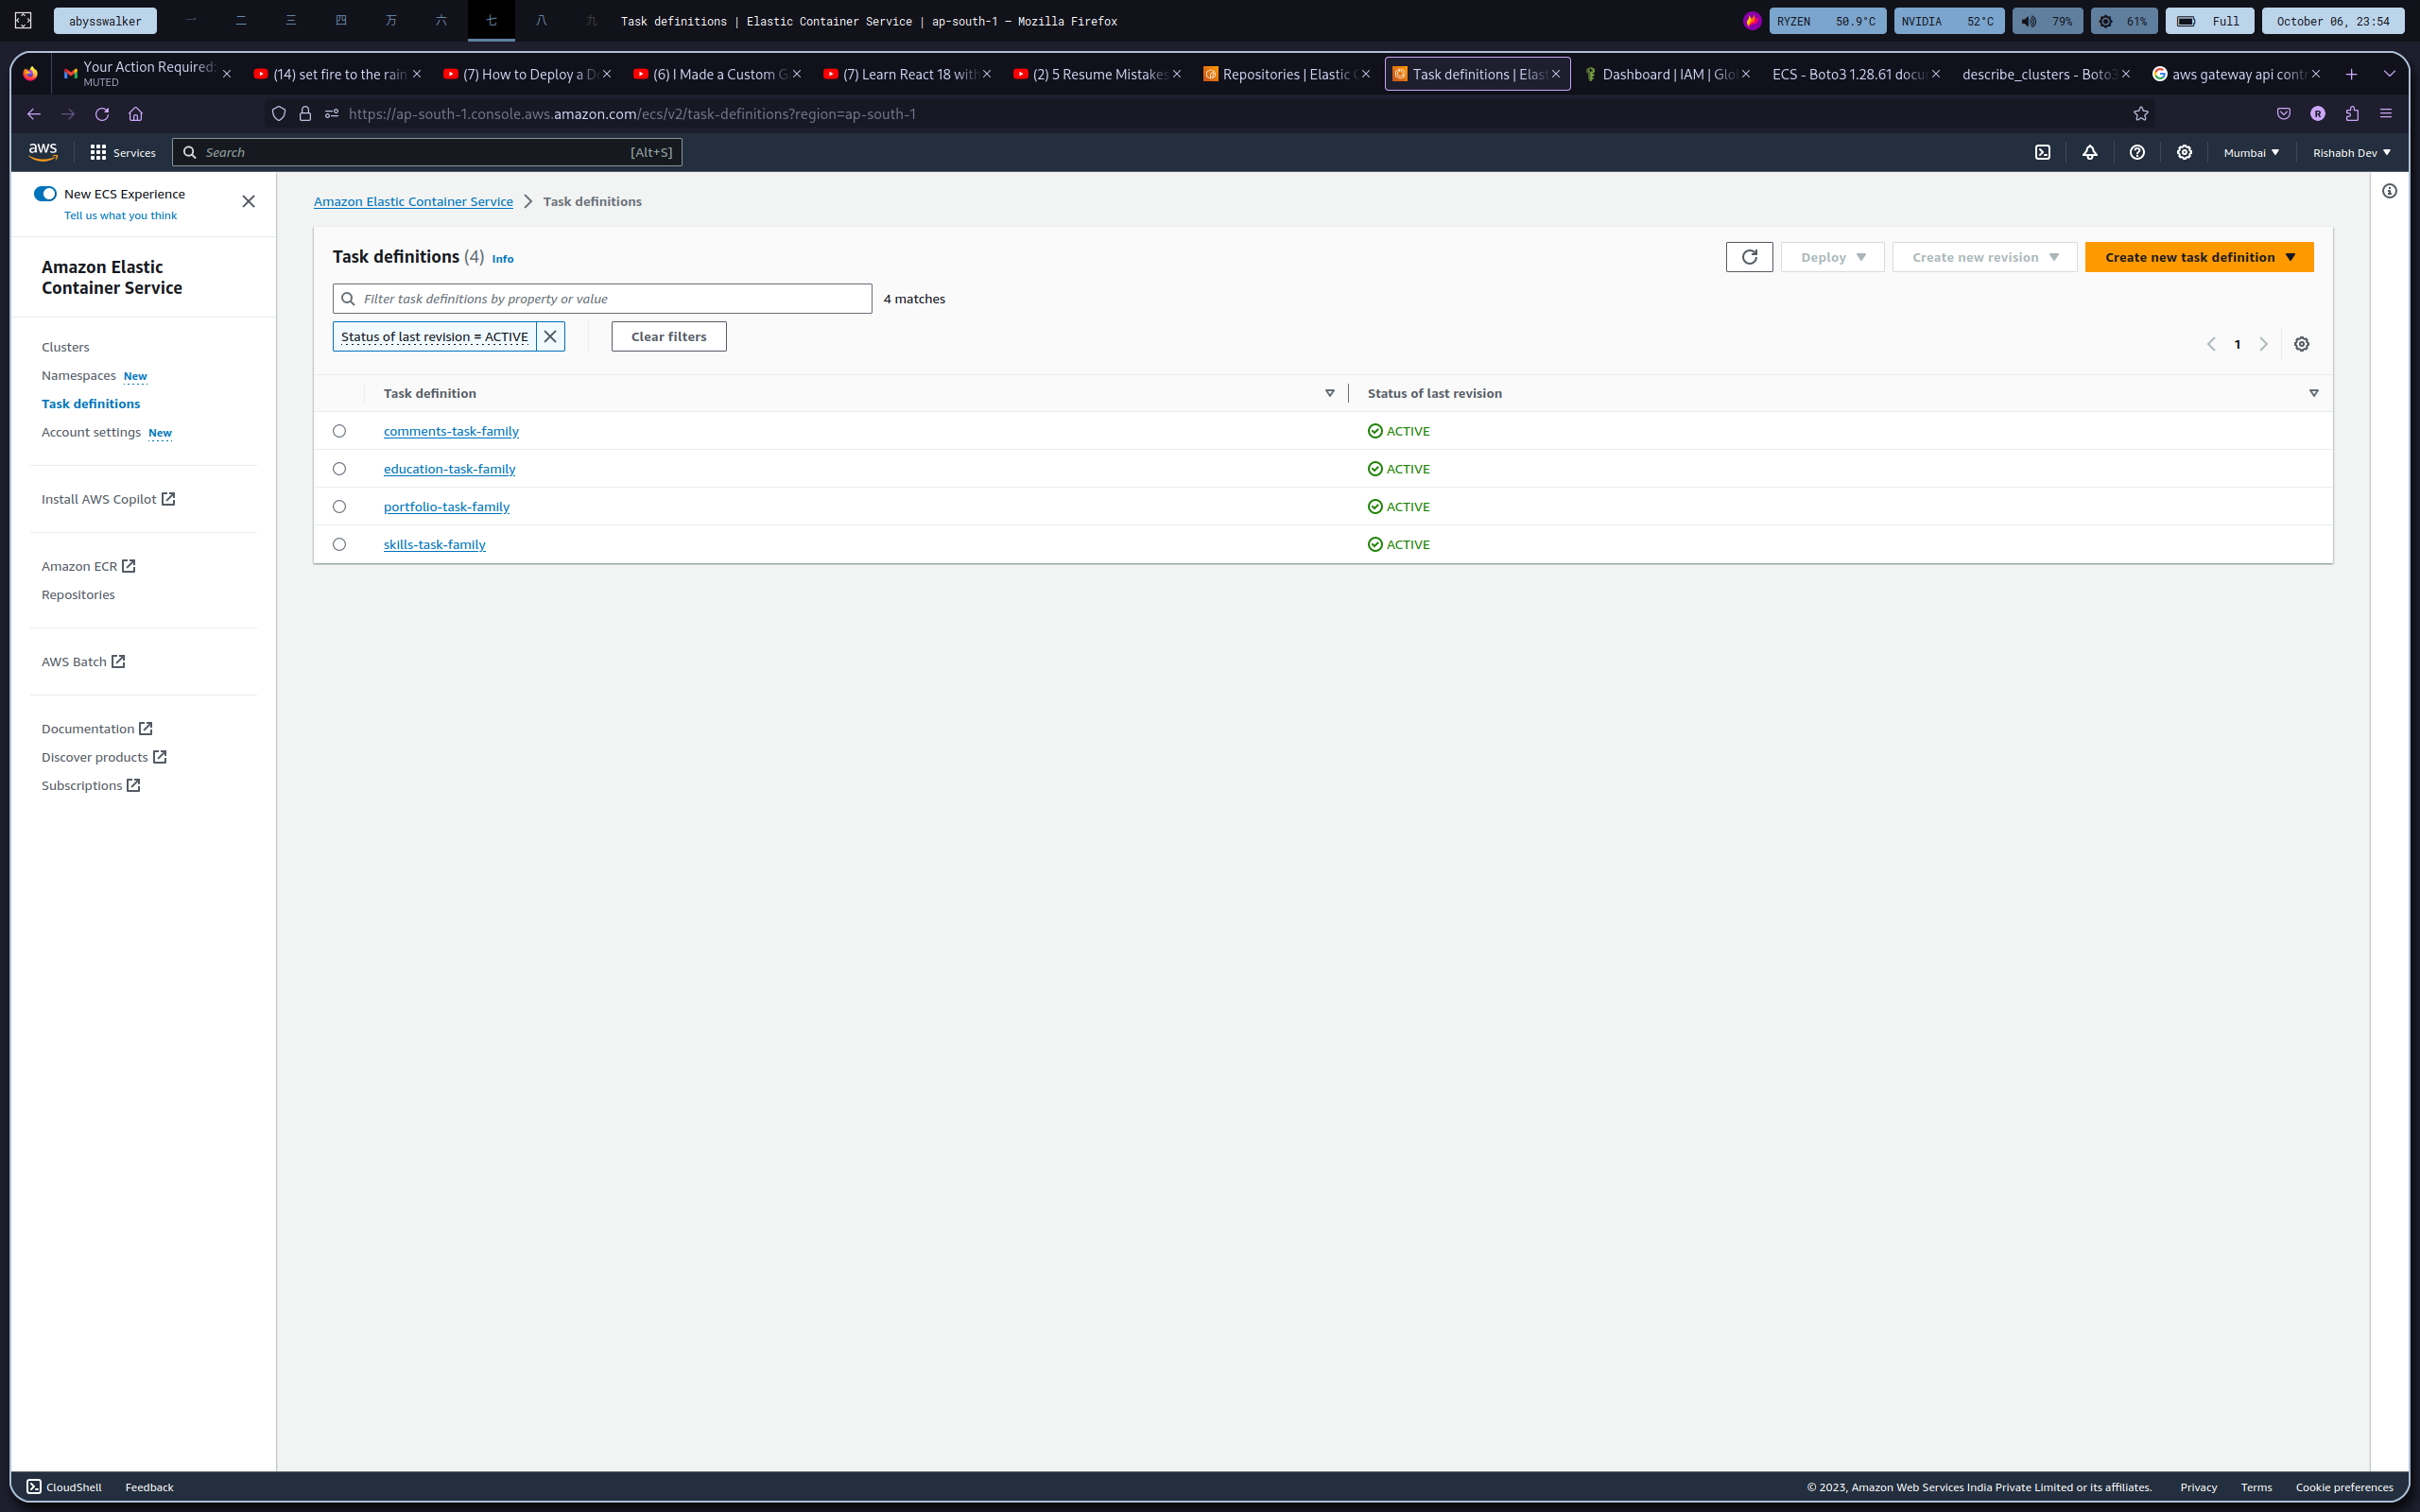 abysswalker 一 二 三 四 万 六 七 八 九 Task definitions | Elastic Container Service | ap-south-1 — Mozilla Firefox RYZEN 50.9°C NVIDIA 52°C 79% 61% Full October 06, 23:54
Your Action Required: (14) set fire to the rain (7) How to Deploy a D (6) I Made a Custom G (7) Learn React 18 with (2) 5 Resume Mistakes Repositories | Elastic C Task definitions | Elast Dashboard | IAM | Glo ECS - Boto3 1.28.61 docu describe_clusters - Boto3 aws gateway api cont
MUTED
https://ap-south-1.console.aws.amazon.com/ecs/v2/task-definitions?region=ap-south-1 R
aws Services Search [Alt+S] Mumbai Rishabh Dev
New ECS Experience
Tell us what you think
Amazon Elastic
Container Service
Clusters
Namespaces New
Task definitions
Account settings New
Install AWS Copilot
Amazon ECR
Repositories
AWS Batch
Documentation
Discover products
Subscriptions
Amazon Elastic Container Service > Task definitions
Task definitions (4) Info Deploy Create new revision Create new task definition
Filter task definitions by property or value 4 matches
Status of last revision = ACTIVE Clear filters 1
Task definition Status of last revision
comments-task-family ACTIVE
education-task-family ACTIVE
portfolio-task-family ACTIVE
skills-task-family ACTIVE
CloudShell Feedback © 2023, Amazon Web Services India Private Limited or its affiliates. Privacy Terms Cookie preferences